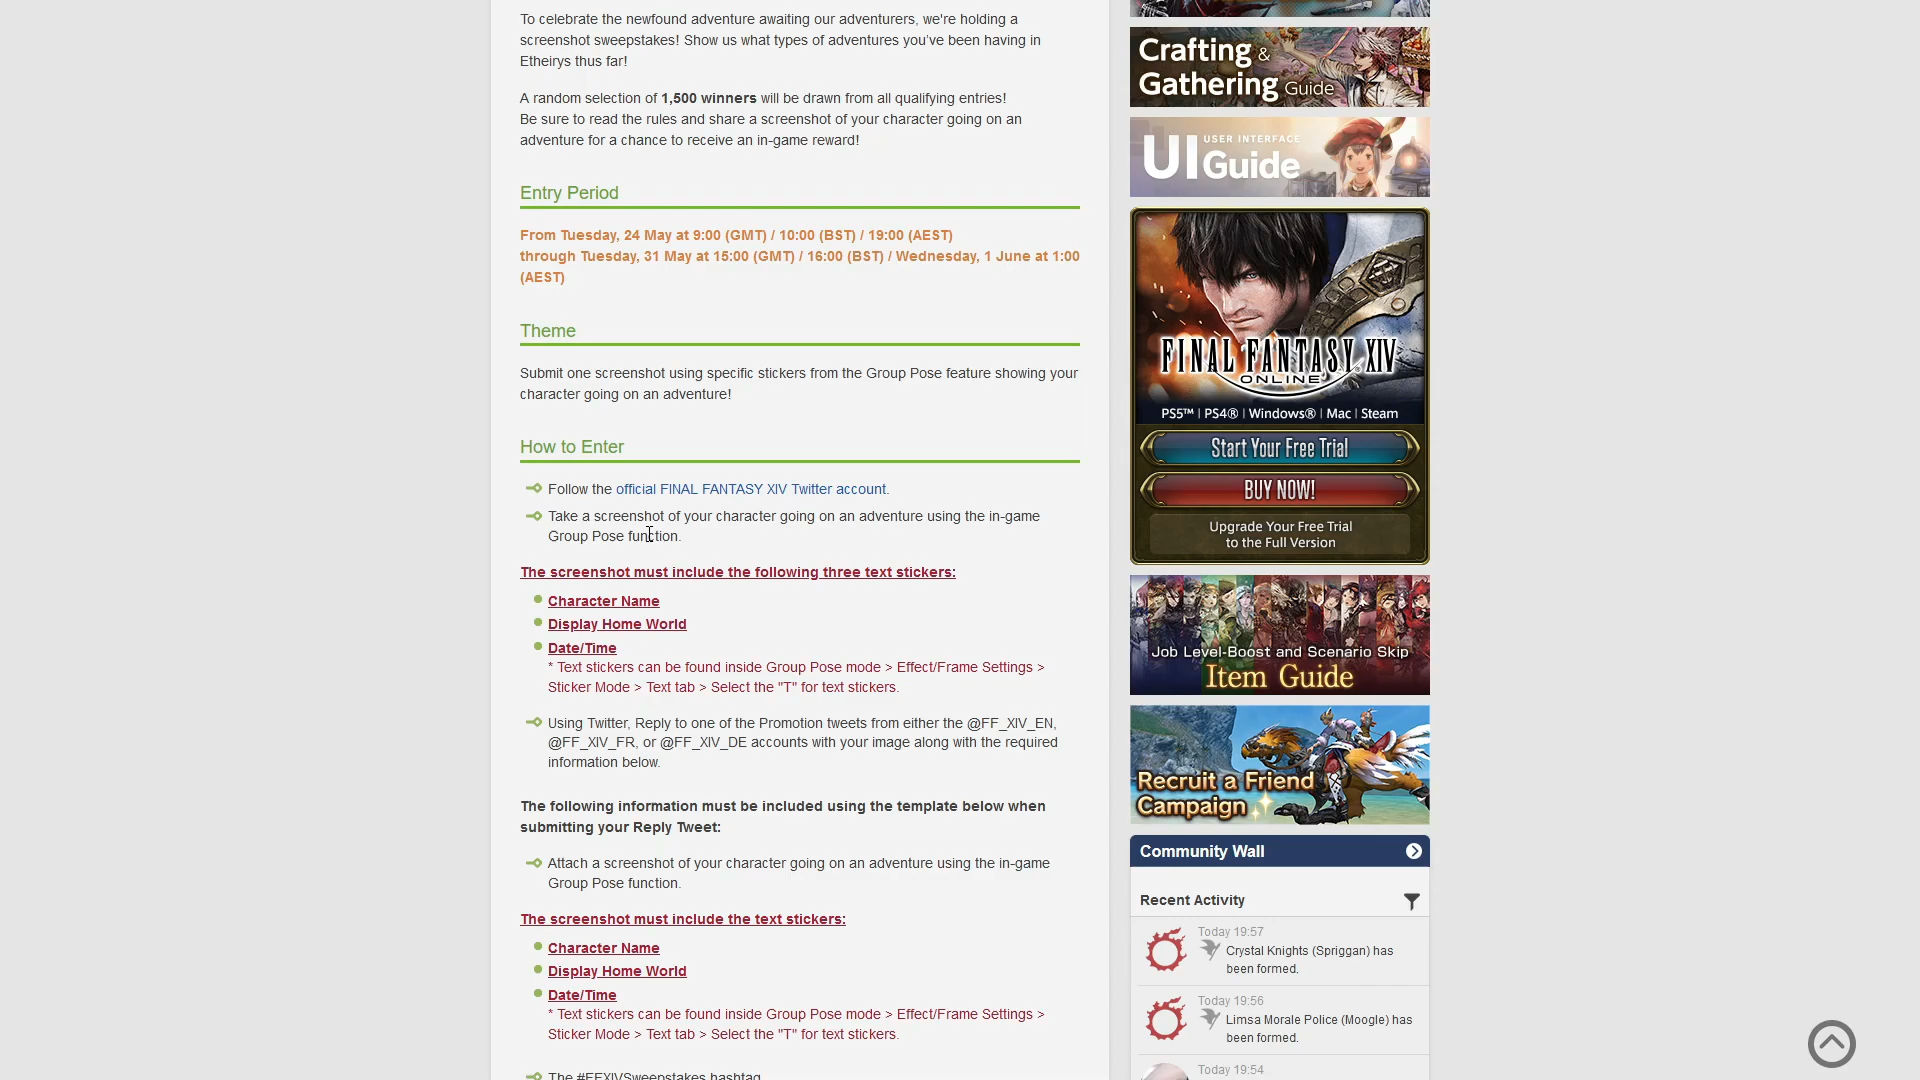 To celebrate the newfound adventure awaiting our adventurers, we're holding a
screenshot sweepstakes! Show us what types of adventures you've been having in
Etheirys thus far!
A random selection of 1,500 winners will be drawn from all qualifying entries!
Be sure to read the rules and share a screenshot of your character going on an
adventure for a chance to receive an in-game reward!
Entry Period
From Tuesday, 24 May at 9:00 (GMT) / 10:00 (BST) / 19:00 (AEST)
through Tuesday, 31 May at 15:00 (GMT) / 16:00 (BST) / Wednesday, 1 June at 1:00
(AEST)
Theme
Submit one screenshot using specific stickers from the Group Pose feature showing your
character going on an adventure!
How to Enter
Follow the official FINAL FANTASY XIV Twitter account.
Take a screenshot of your character going on an adventure using the in-game
Group Pose function.
The screenshot must include the following three text stickers:
Character Name
Display Home World
Date/Time
* Text stickers can be found inside Group Pose mode > Effect/Frame Settings >
Sticker Mode > Text tab > Select the "T" for text stickers.
Using Twitter, Reply to one of the Promotion tweets from either the @FF_XIV_EN,
@FF_XIV_FR, or @FF_XIV_DE accounts with your image along with the required
information below.
The following information must be included using the template below when
submitting your Reply Tweet:
Attach a screenshot of your character going on an adventure using the in-game
Group Pose function.
The screenshot must include the text stickers:
Character Name
Display Home World
Date/Time
* Text stickers can be found inside Group Pose mode > Effect/Frame Settings >
Sticker Mode > Text tab > Select the "T" for text stickers.
The #FFXIVSweepstakes hashtag
Crafting &
Gathering Guide
USER INTERFACE
UI Guide
FINAL FANTASY XIV
ONLINE
PS5™ | PS4® | Windows® | Mac | Steam
Start Your Free Trial
BUY NOW!
Upgrade Your Free Trial
to the Full Version
Job Level-Boost and Scenario Skip
Item Guide
Recruit a Friend
Campaign
Community Wall
Recent Activity
Today 19:57
Crystal Knights (Spriggan) has
been formed.
Today 19:56
Limsa Morale Police (Moogle) has
been formed.
Today 19:54